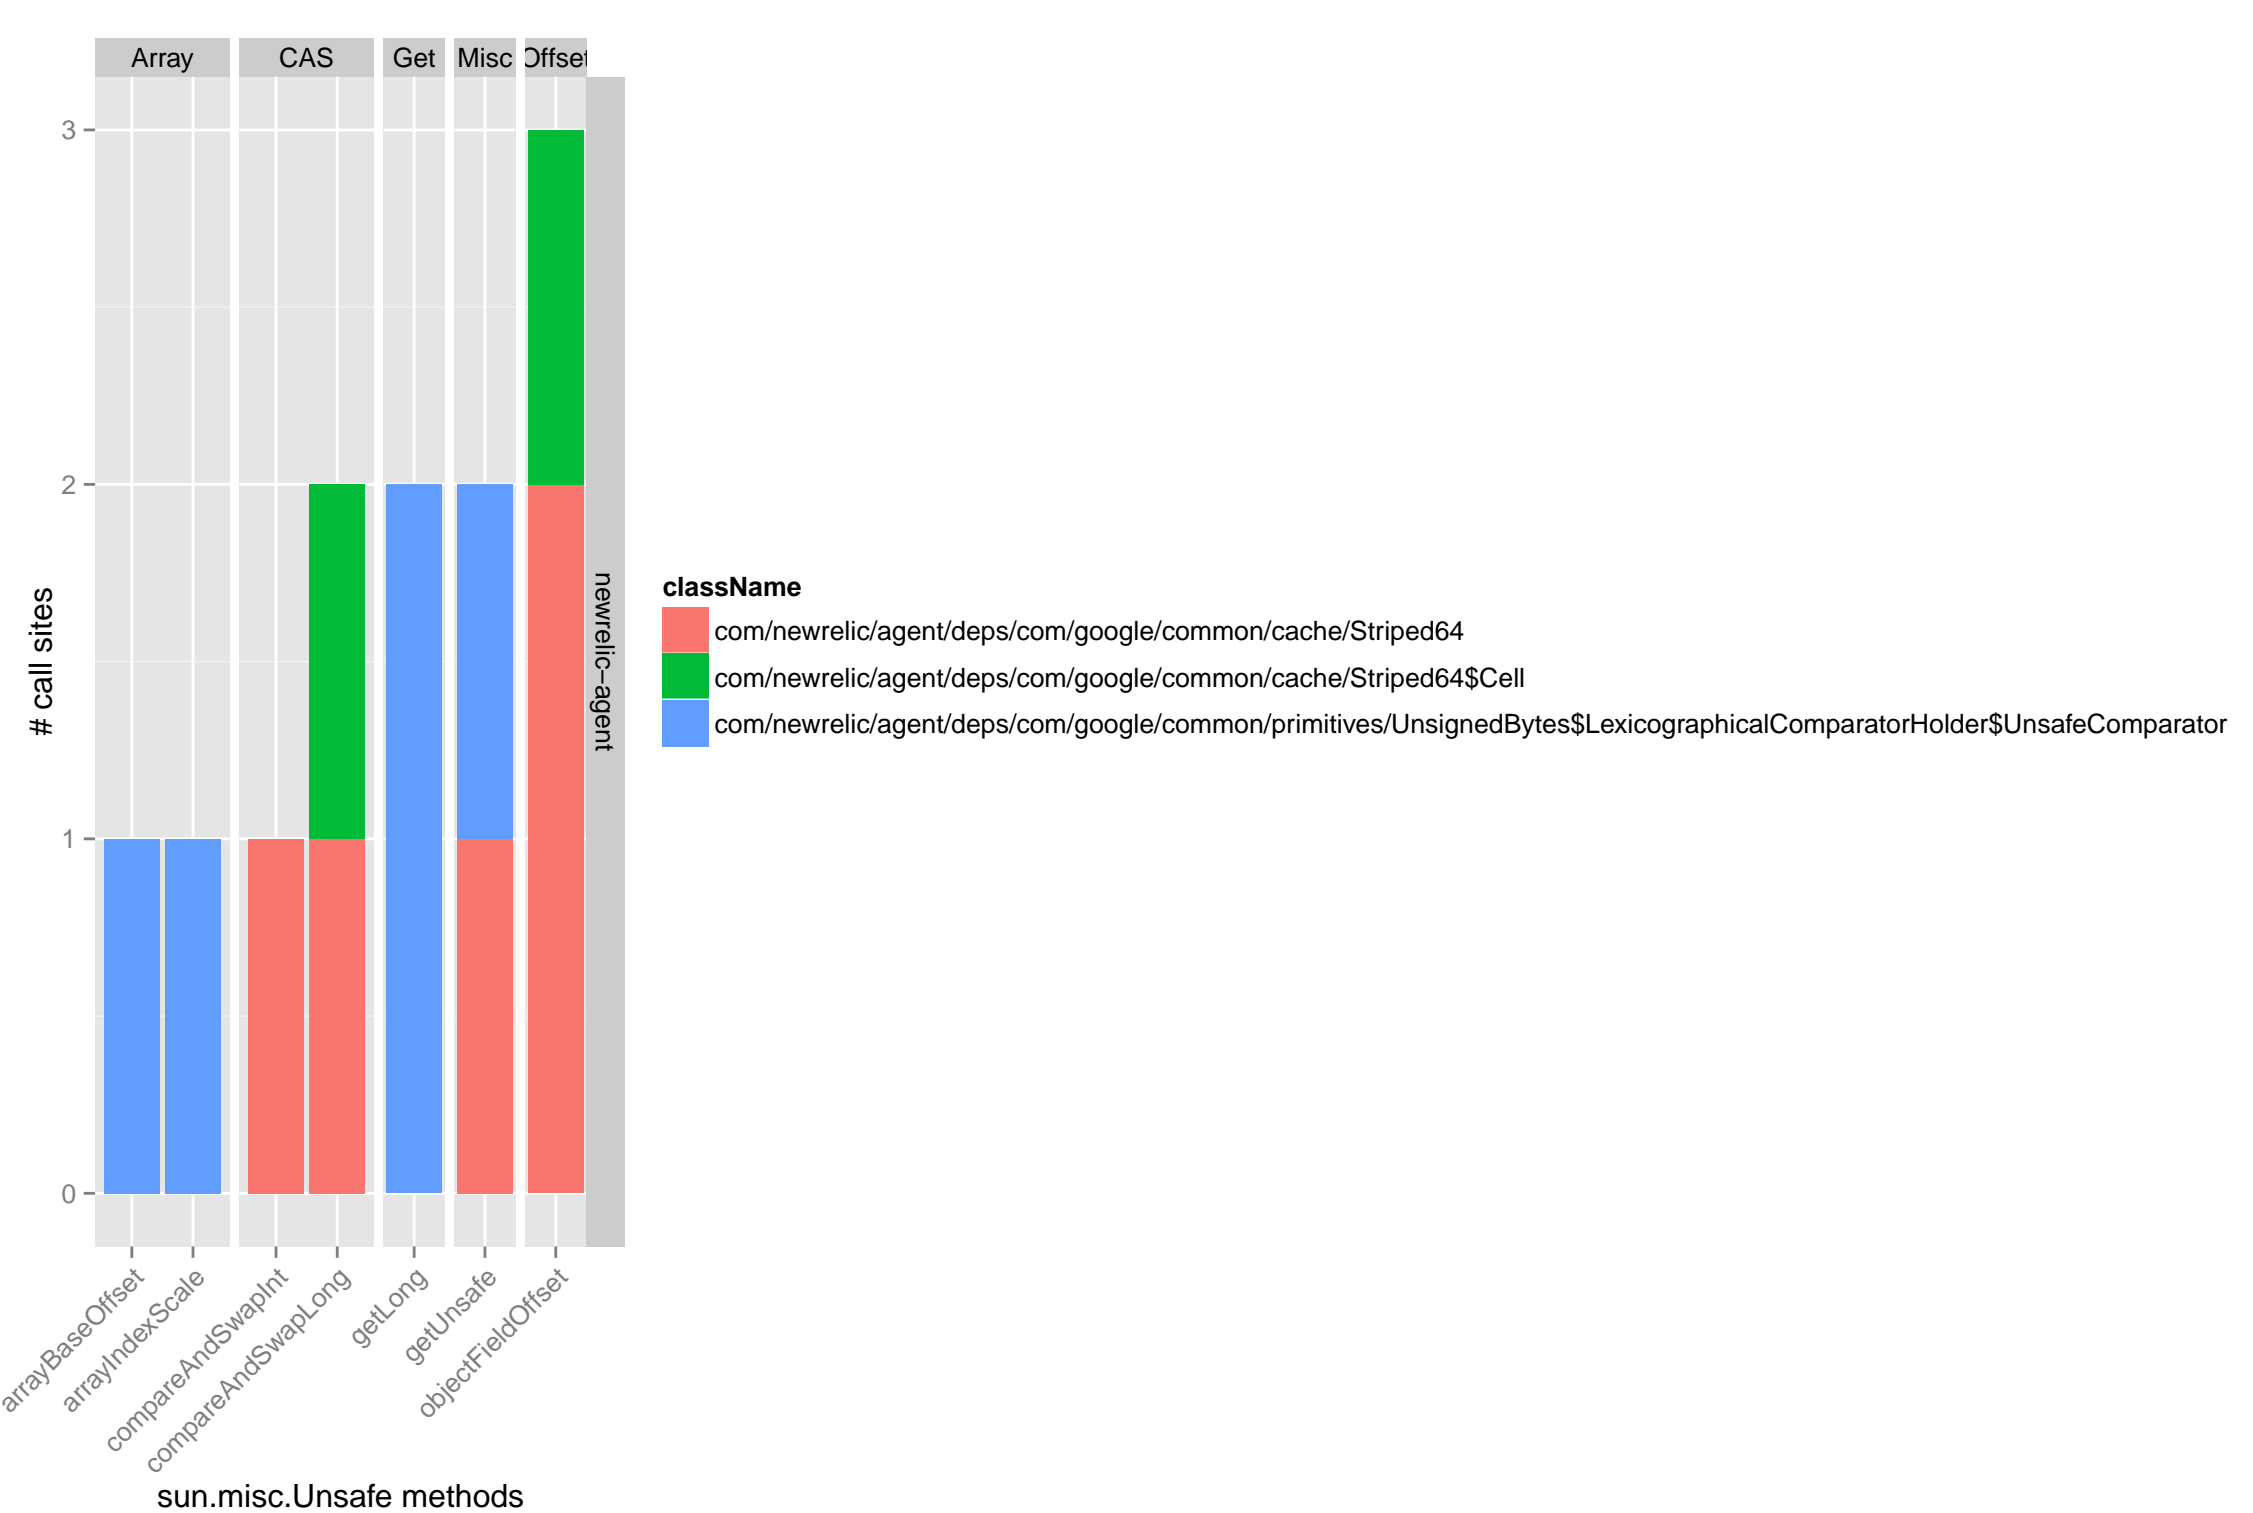 Array CAS Get Misc Offset
3
2
1
0
# call sites
newrelic−agent
arrayBaseOffset
arrayIndexScale
compareAndSwapInt
compareAndSwapLong
getLong
getUnsafe
objectFieldOffset
sun.misc.Unsafe methods
className
com/newrelic/agent/deps/com/google/common/cache/Striped64
com/newrelic/agent/deps/com/google/common/cache/Striped64$Cell
com/newrelic/agent/deps/com/google/common/primitives/UnsignedBytes$LexicographicalComparatorHolder$UnsafeComparator